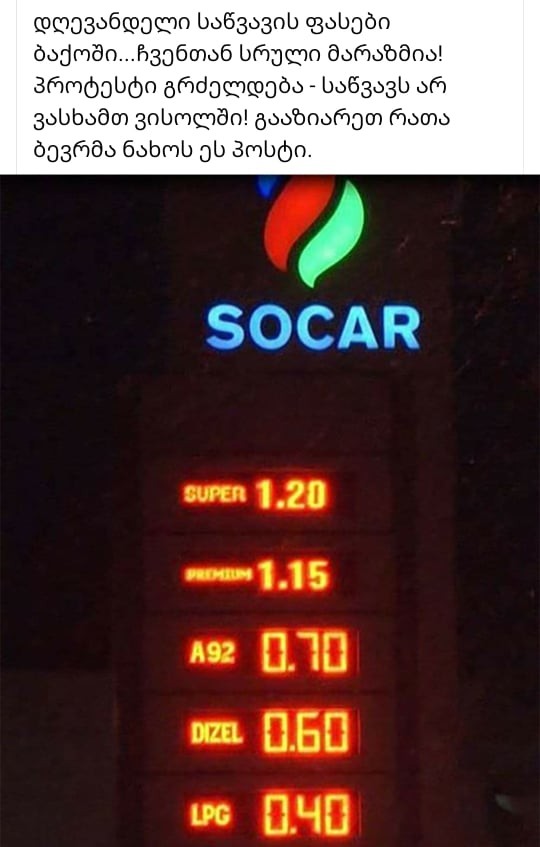 დღევანდელი საწვავის ფასები
ბაქოში...ჩვენთან სრული მარაზმია!
პროტესტი გრძელდება - საწვავს არ
ვასხამთ ვისოლში! გააზიარეთ რათა
ბევრმა ნახოს ეს პოსტი.
SOCAR
SUPER 1.20
PREMIUM 1.15
A92 0.70
DIZEL 0.60
LPG 0.40